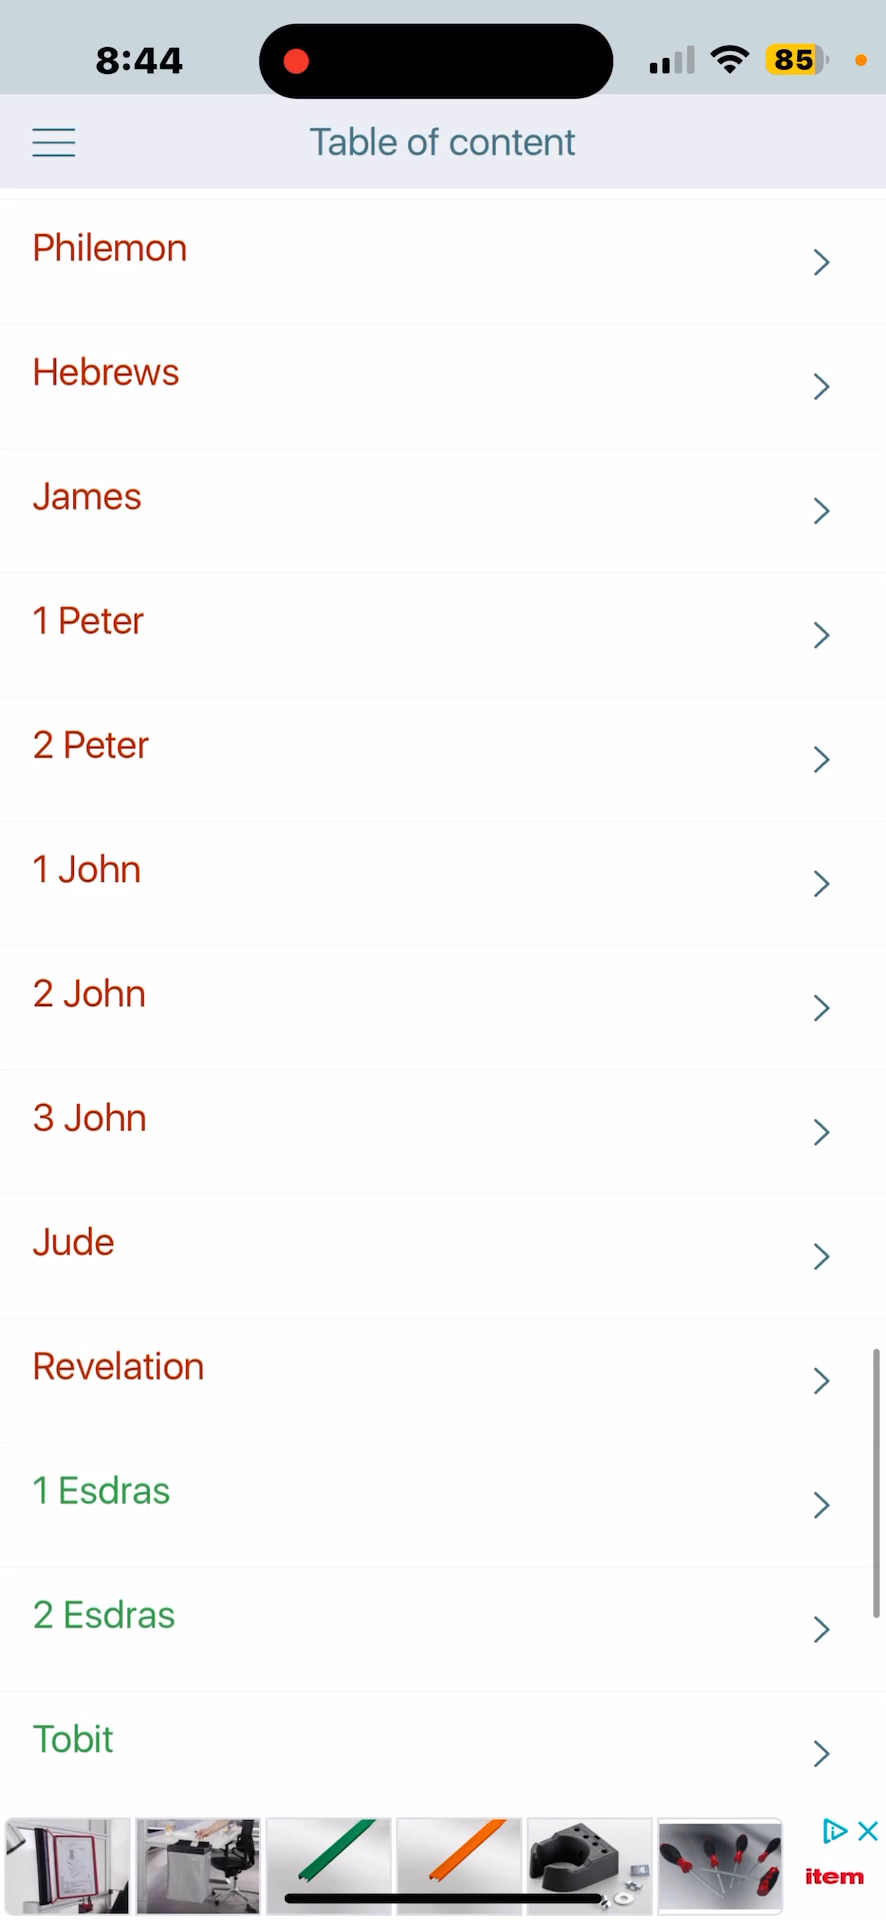 8:44
85
Table of content
Philemon
Hebrews
James
1 Peter
2 Peter
1 John
2 John
3 John
Jude
Revelation
1 Esdras
2 Esdras
Tobit
item